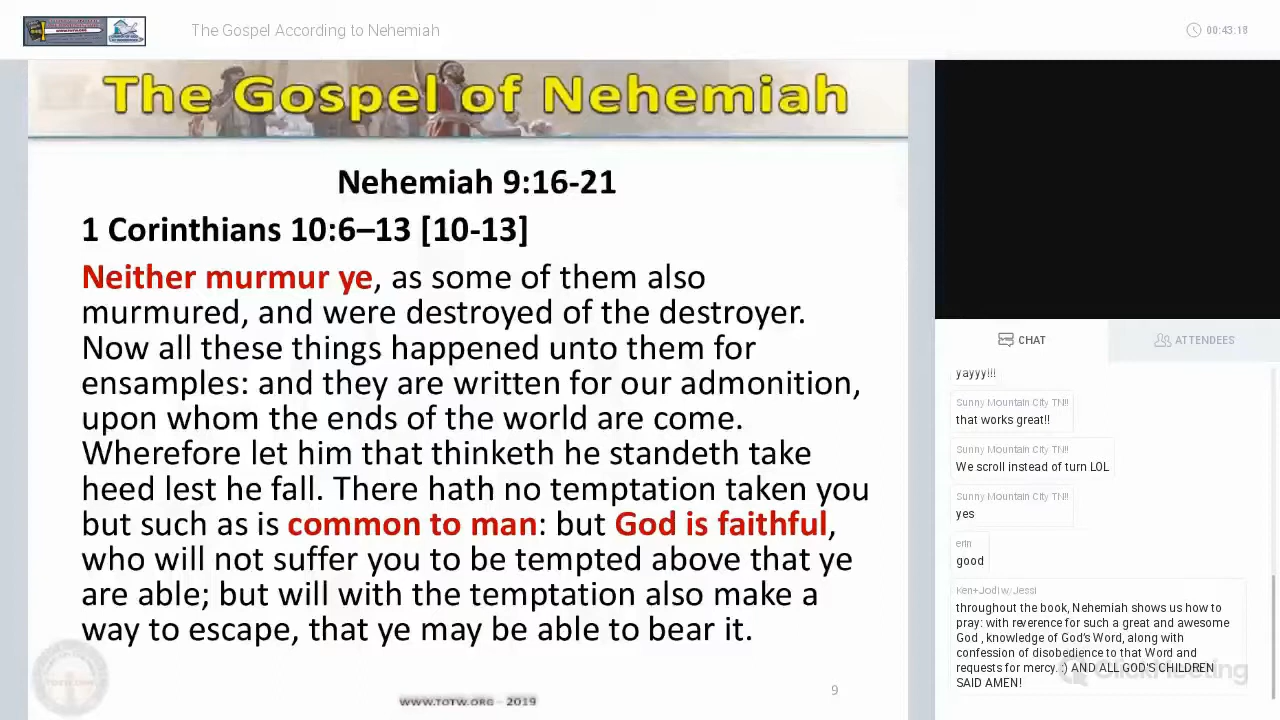 The Gospel According to Nehemiah
00:43:18
The Gospel of Nehemiah
Nehemiah 9:16-21
1 Corinthians 10:6–13 [10-13]
Neither murmur ye, as some of them also
murmured, and were destroyed of the destroyer.
Now all these things happened unto them for
ensamples: and they are written for our admonition,
upon whom the ends of the world are come.
Wherefore let him that thinketh he standeth take
heed lest he fall. There hath no temptation taken you
but such as is common to man: but God is faithful,
who will not suffer you to be tempted above that ye
are able; but will with the temptation also make a
way to escape, that ye may be able to bear it.
WWW.TOTW.ORG – 2019
9
CHAT
ATTENDEES
yayyy!!!
Sunny Mountain City TN!!
that works great!!
Sunny Mountain City TN!!
We scroll instead of turn LOL
Sunny Mountain City TN!!
yes
erin
good
Ken+Jodi w/Jessi
throughout the book, Nehemiah shows us how to
pray: with reverence for such a great and awesome
God , knowledge of God's Word, along with
confession of disobedience to that Word and
requests for mercy. :) AND ALL GOD'S CHILDREN
SAID AMEN!
ClickMeeting